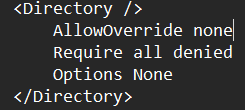 <Directory />
    AllowOverride none
    Require all denied
    Options None
</Directory>